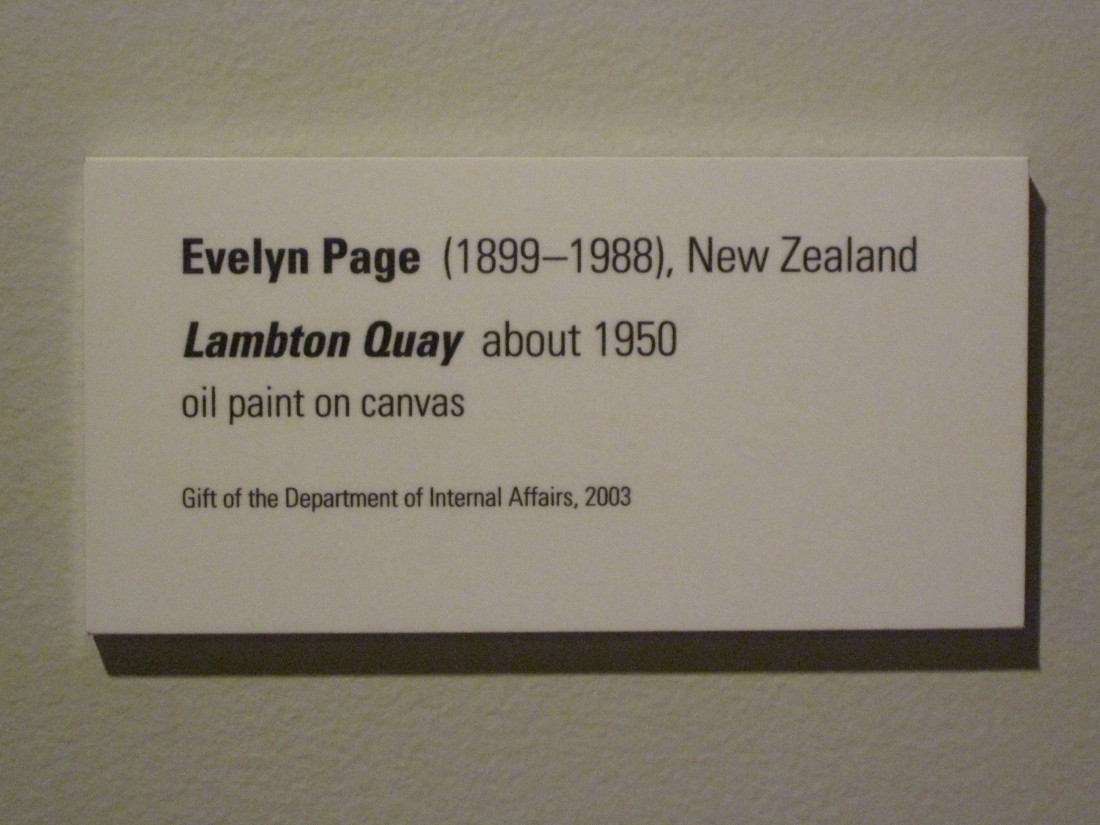 Evelyn Page (1899–1988), New Zealand
Lambton Quay about 1950
oil paint on canvas
Gift of the Department of Internal Affairs, 2003